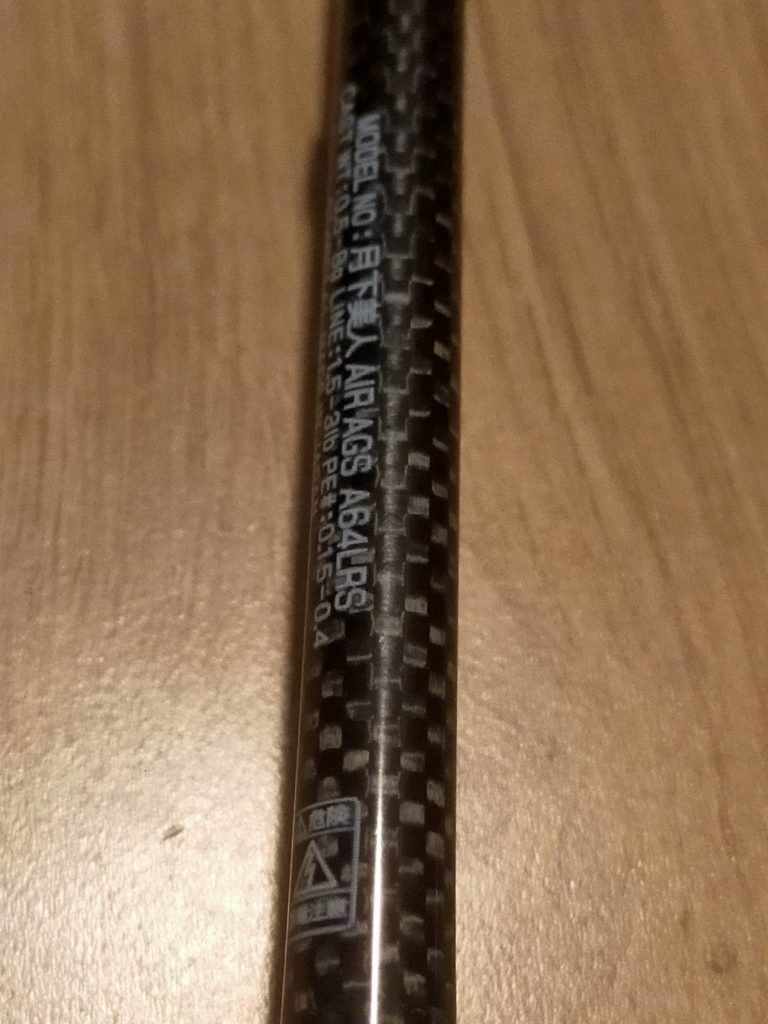 MODEL NO: 月下美人 AIR AGS A64LRS
CAST WT.:0.5-8g LINE:1.5-3lb PE#:0.15-0.4
危険
注意